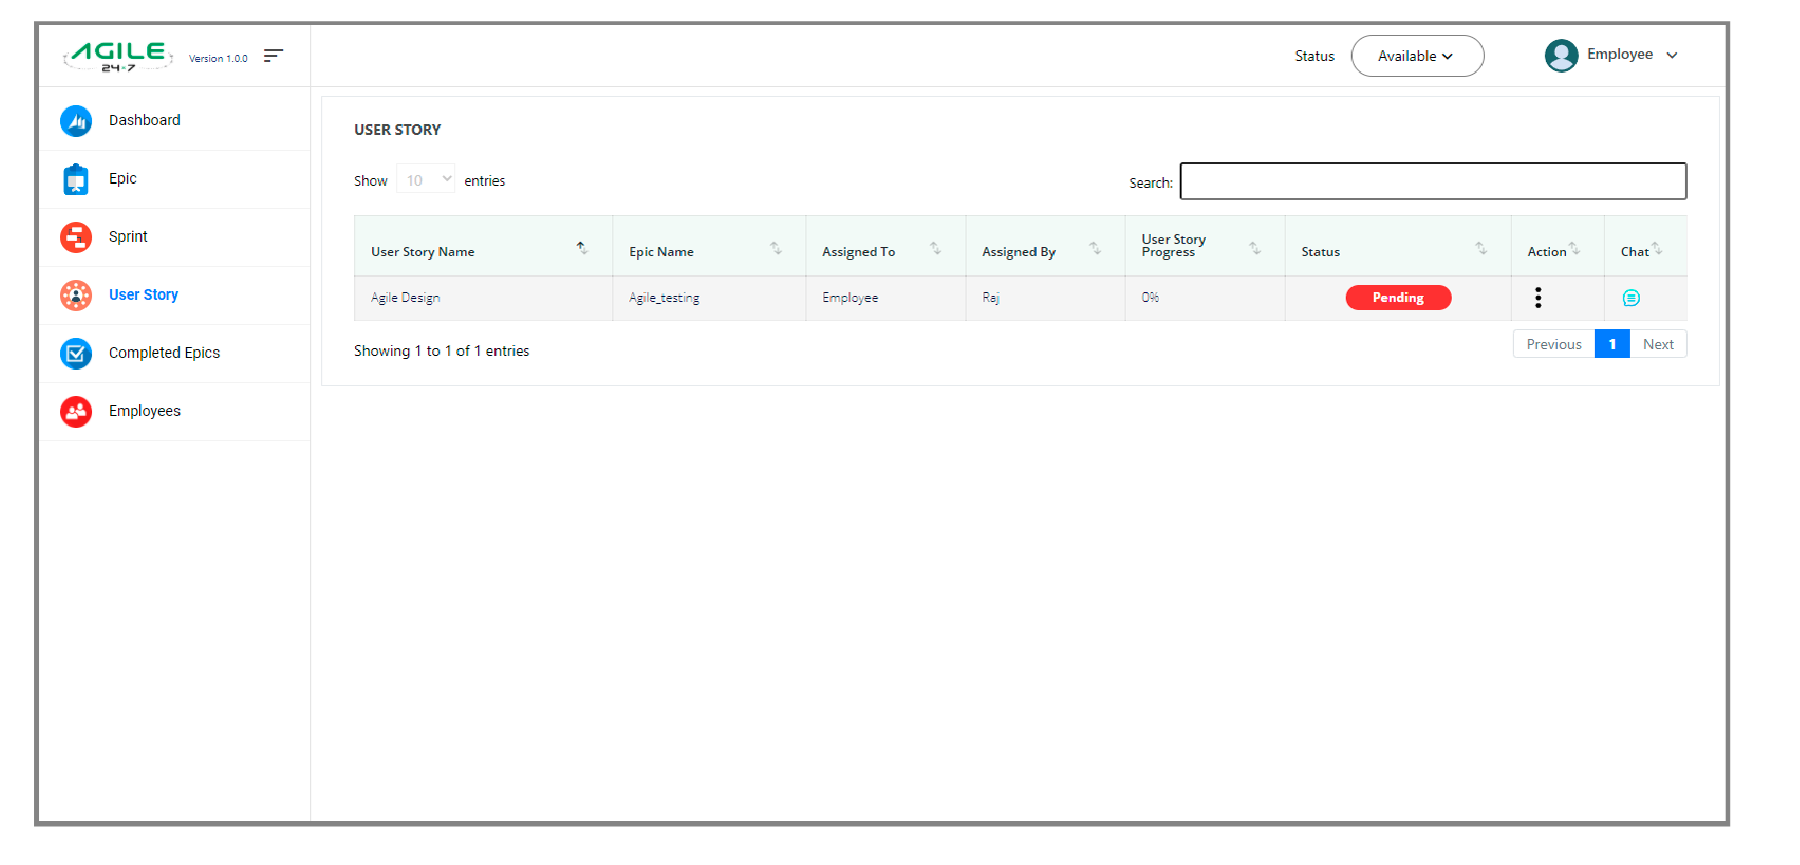 AGILE
24-7
Version 1.0.0
Status
Available
Employee
Dashboard
Epic
Sprint
User Story
Completed Epics
Employees
USER STORY
Show 10 entries
Search:
User Story Name
Epic Name
Assigned To
Assigned By
User Story
Progress
Status
Action
Chat
Agile Design
Agile_testing
Employee
Raj
0%
Pending
Showing 1 to 1 of 1 entries
Previous 1 Next